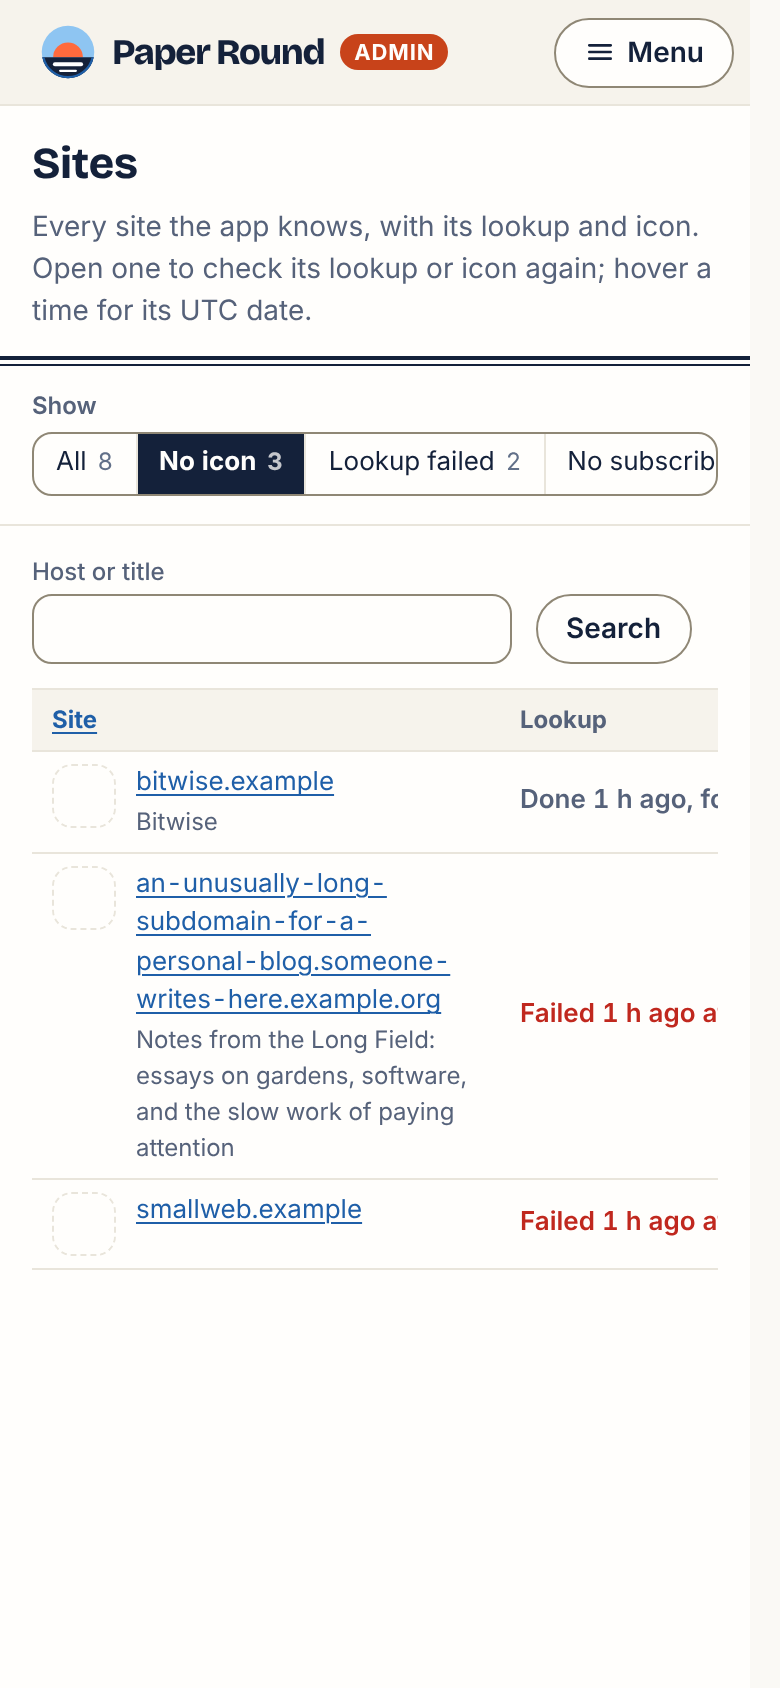 Paper Round ADMIN Menu
Sites
Every site the app knows, with its lookup and icon.
Open one to check its lookup or icon again; hover a
time for its UTC date.
Show
All 8 No icon 3 Lookup failed 2 No subscrib
Host or title
Search
Site Lookup
bitwise.example
Bitwise
Done 1 h ago, fo
an-unusually-long-
subdomain-for-a-
personal-blog.someone-
writes-here.example.org
Notes from the Long Field:
essays on gardens, software,
and the slow work of paying
attention
Failed 1 h ago a
smallweb.example
Failed 1 h ago a